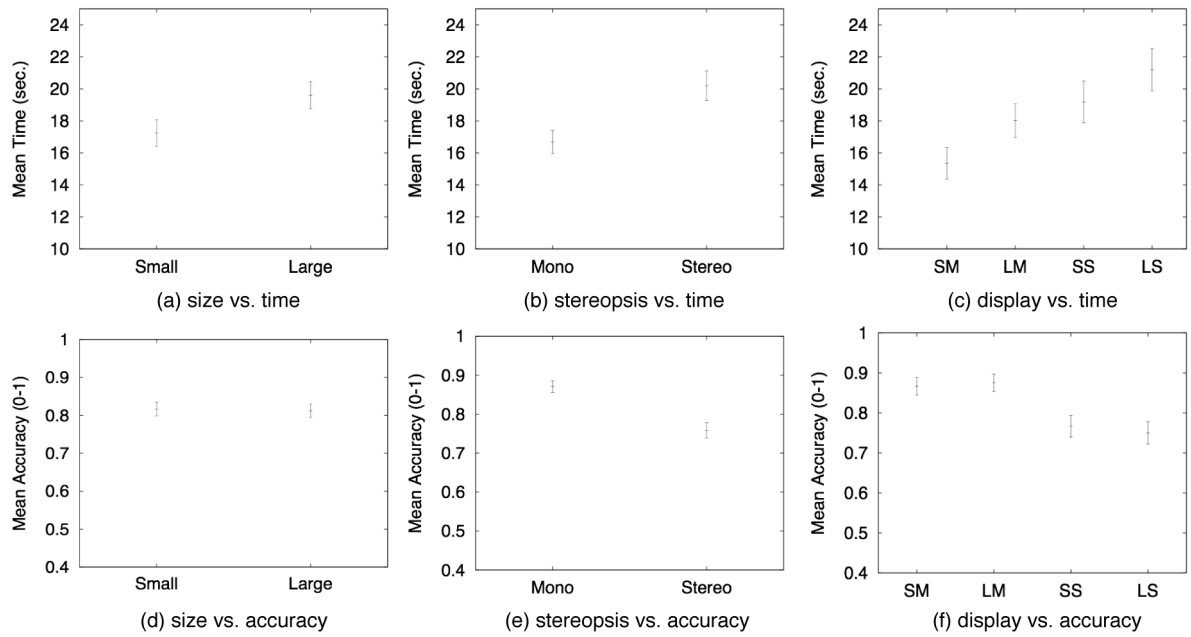 Mean Time (sec.)
24
22
20
18
16
14
12
10
Small Large
(a) size vs. time
Mean Time (sec.)
24
22
20
18
16
14
12
10
Mono Stereo
(b) stereopsis vs. time
Mean Time (sec.)
24
22
20
18
16
14
12
10
SM LM SS LS
(c) display vs. time
Mean Accuracy (0-1)
1
0.9
0.8
0.7
0.6
0.5
0.4
Small Large
(d) size vs. accuracy
Mean Accuracy (0-1)
1
0.9
0.8
0.7
0.6
0.5
0.4
Mono Stereo
(e) stereopsis vs. accuracy
Mean Accuracy (0-1)
1
0.9
0.8
0.7
0.6
0.5
0.4
SM LM SS LS
(f) display vs. accuracy